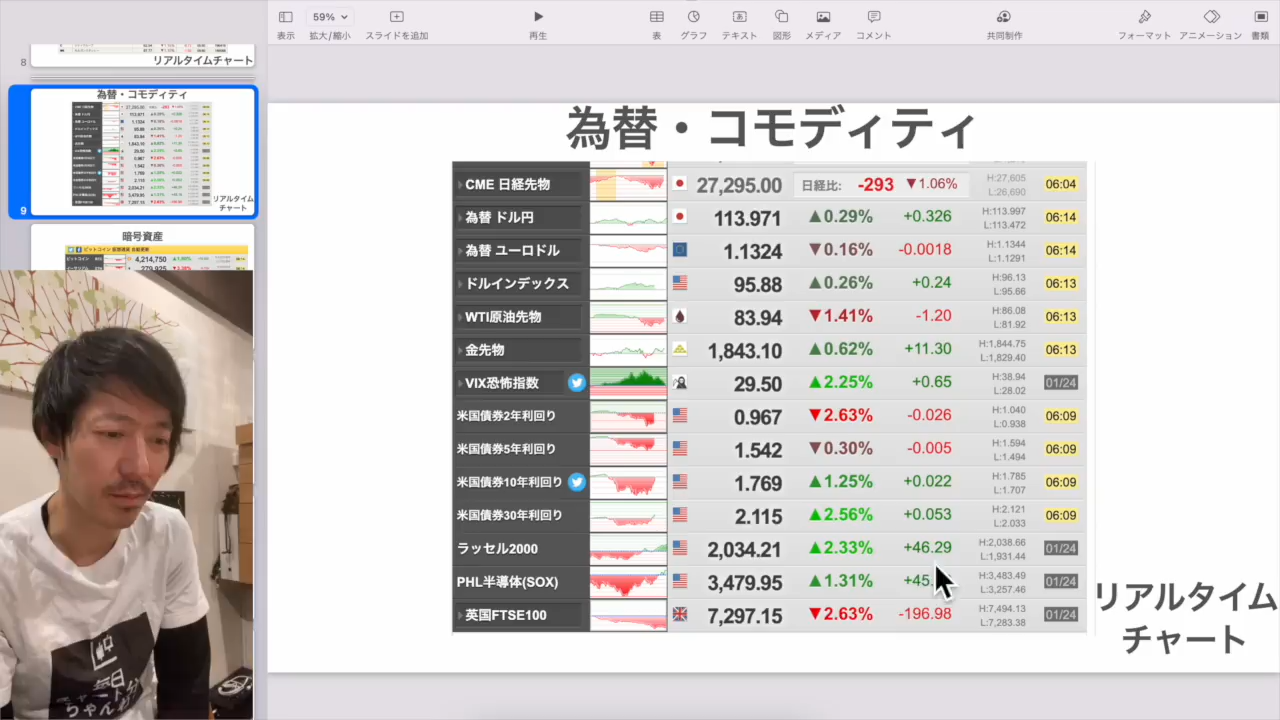 表示
59%
拡大/縮小
スライドを追加
再生
表
グラフ
テキスト
図形
メディア
コメント
共同制作
フォーマット
アニメーション
書類
8
リアルタイムチャート
9
為替・コモディティ
リアルタイム
チャート
暗号資産
ビットコイン 4,214,750
為替・コモディティ
CME 日経先物 27,295.00 日経比: 293 ▼1.06% H:27,605 06:04
為替 ドル円 113.971 ▲0.29% +0.326 H:113.997 L:113.472 06:14
為替 ユーロドル 1.1324 ▼0.16% -0.0018 H:1.1344 L:1.1291 06:14
ドルインデックス 95.88 ▲0.26% +0.24 H:96.13 L:95.66 06:13
WTI原油先物 83.94 ▼1.41% -1.20 H:86.08 L:81.92 06:13
金先物 1,843.10 ▲0.62% +11.30 H:1,844.75 L:1,829.40 06:13
VIX恐怖指数 29.50 ▲2.25% +0.65 H:38.94 L:28.02 01/24
米国債券2年利回り 0.967 ▼2.63% -0.026 H:1.040 L:0.938 06:09
米国債券5年利回り 1.542 ▼0.30% -0.005 H:1.594 L:1.494 06:09
米国債券10年利回り 1.769 ▲1.25% +0.022 H:1.785 L:1.707 06:09
米国債券30年利回り 2.115 ▲2.56% +0.053 H:2.121 L:2.033 06:09
ラッセル2000 2,034.21 ▲2.33% +46.29 H:2,038.66 L:1,931.44 01/24
PHL半導体(SOX) 3,479.95 ▲1.31% +45. H:3,483.49 L:3,257.46 01/24
英国FTSE100 7,297.15 ▼2.63% -196.98 H:7,494.13 L:7,283.38 01/24
リアルタイム
チャート
毎日